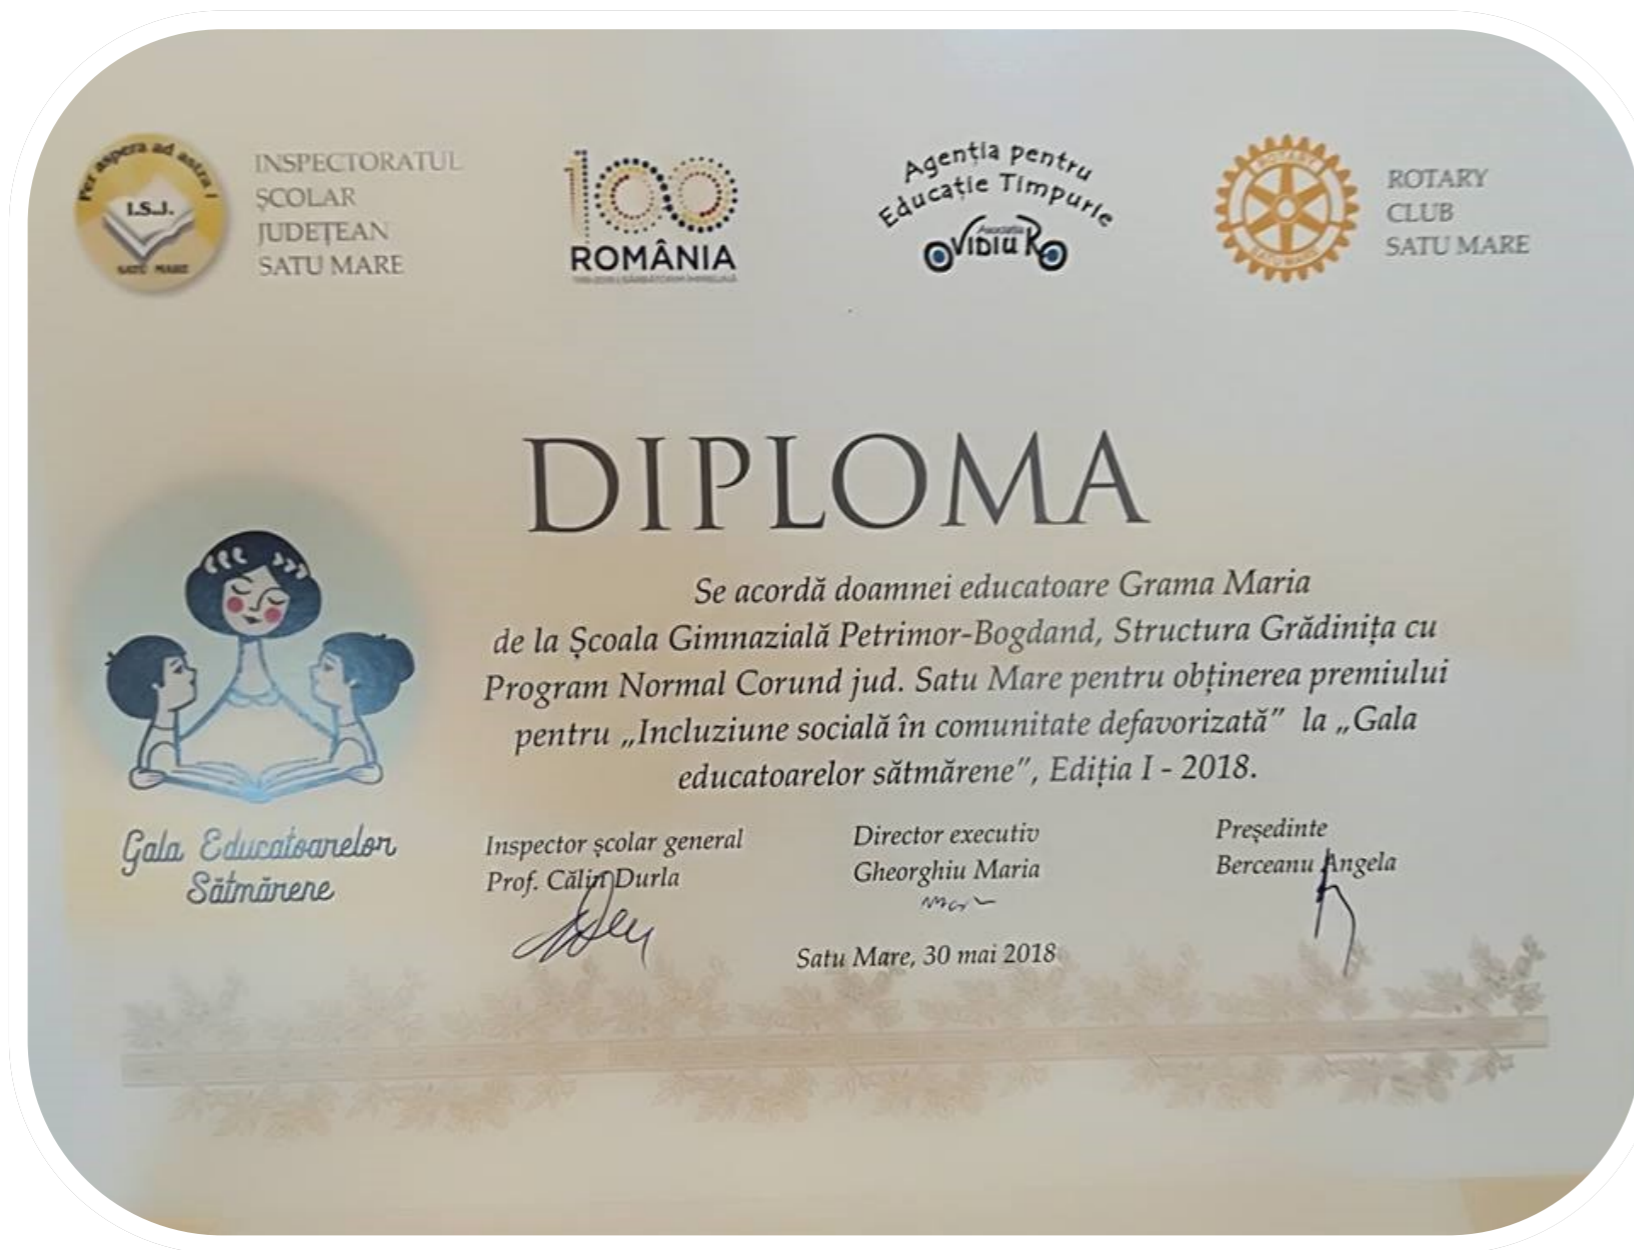 Per aspera ad astra !
I.S.J.
SATU MARE
INSPECTORATUL
ȘCOLAR
JUDEȚEAN
SATU MARE
100
ROMÂNIA
Agenția pentru
Educație Timpurie
Asociația
OVIDIU RO
ROTARY
SATU MARE
ROTARY
CLUB
SATU MARE
DIPLOMA
Se acordă doamnei educatoare Grama Maria
de la Școala Gimnazială Petrimor-Bogdand, Structura Grădinița cu
Program Normal Corund jud. Satu Mare pentru obținerea premiului
pentru „Incluziune socială în comunitate defavorizată” la „Gala
educatoarelor sătmărene”, Ediția I - 2018.
Gala Educatoarelor
Sătmărene
Inspector școlar general
Prof. Călin Durla
Director executiv
Gheorghiu Maria
Președinte
Berceanu Angela
Satu Mare, 30 mai 2018